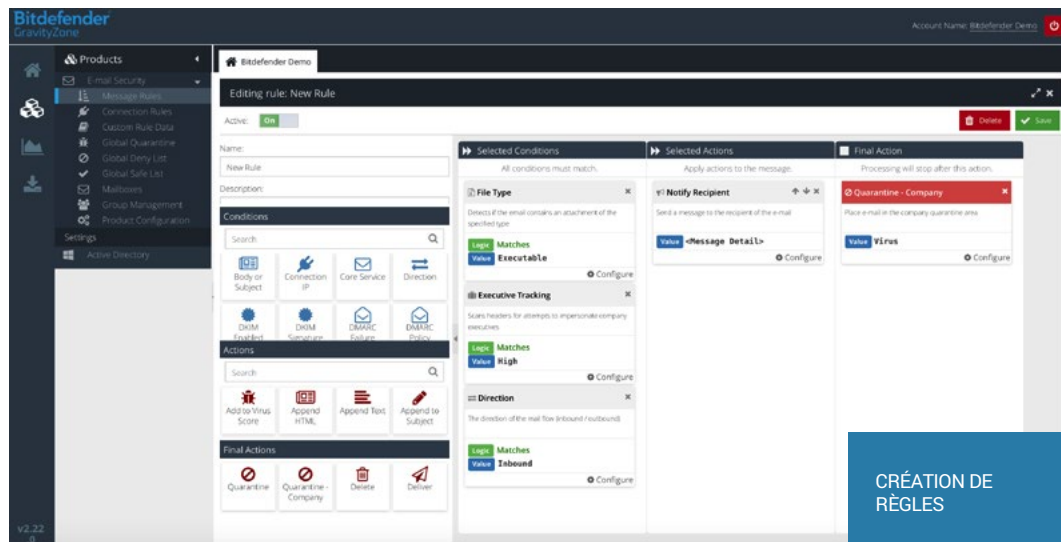 Bitdefender
GravityZone
Account Name: Bitdefender Demo
Products
E-mail Security
Message Rules
Connection Rules
Custom Rule Data
Global Quarantine
Global Deny List
Global Safe List
Mailboxes
Group Management
Product Configuration
Settings
Active Directory
v2.22
0
Bitdefender Demo
Editing rule: New Rule
Active: On
Delete
Save
Name:
New Rule
Description:
Conditions
Search
Body or Subject
Connection IP
Core Service
Direction
DKIM Enabled
DKIM Signature
DMARC Failure
DMARC Policy
Actions
Search
Add to Virus Score
Append HTML
Append Text
Append to Subject
Final Actions
Quarantine
Quarantine - Company
Delete
Deliver
Selected Conditions
All conditions must match.
File Type
Detects if the email contains an attachment of the
specified type
Logic Matches
Value Executable
Configure
Executive Tracking
Scans headers for attempts to impersonate company
executives
Logic Matches
Value High
Configure
Direction
The direction of the mail flow (inbound / outbound)
Logic Matches
Value Inbound
Configure
Selected Actions
Apply actions to the message.
Notify Recipient
Send a message to the recipient of the e-mail
Value <Message Detail>
Configure
Final Action
Processing will stop after this action.
Quarantine - Company
Place e-mail in the company quarantine area
Value Virus
Configure
CRÉATION DE
RÈGLES